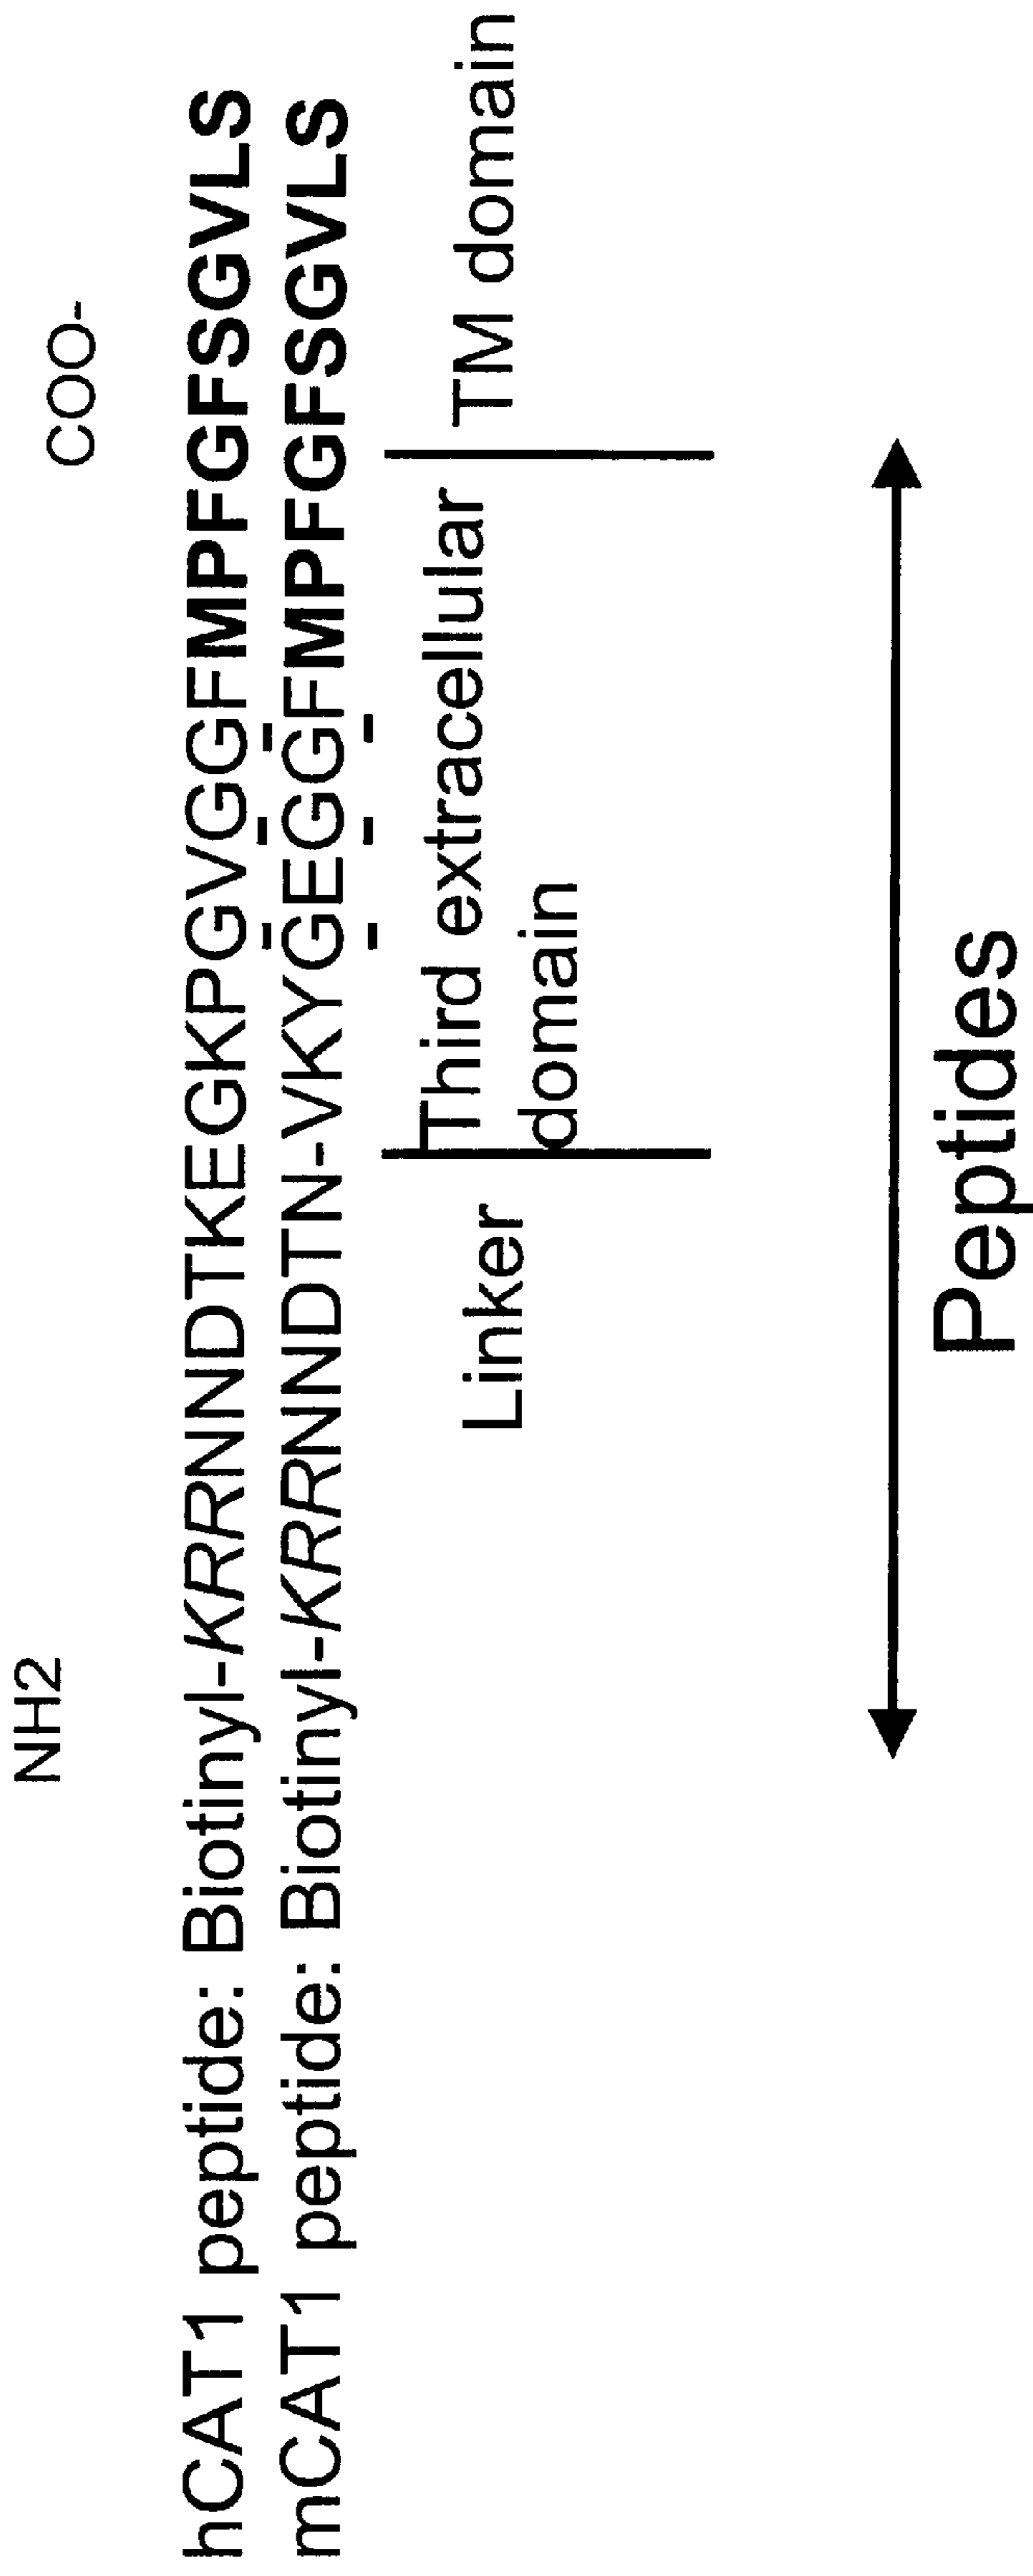 NH2 COO-
hCAT1 peptide: Biotinyl-KRRNNDTKEGKPGVGGFMPFGFSGVLS
mCAT1 peptide: Biotinyl-KRRNNDTN-VKYGEGGFMPFGFSGVLS
Linker Third extracellular TM domain
domain
Peptides